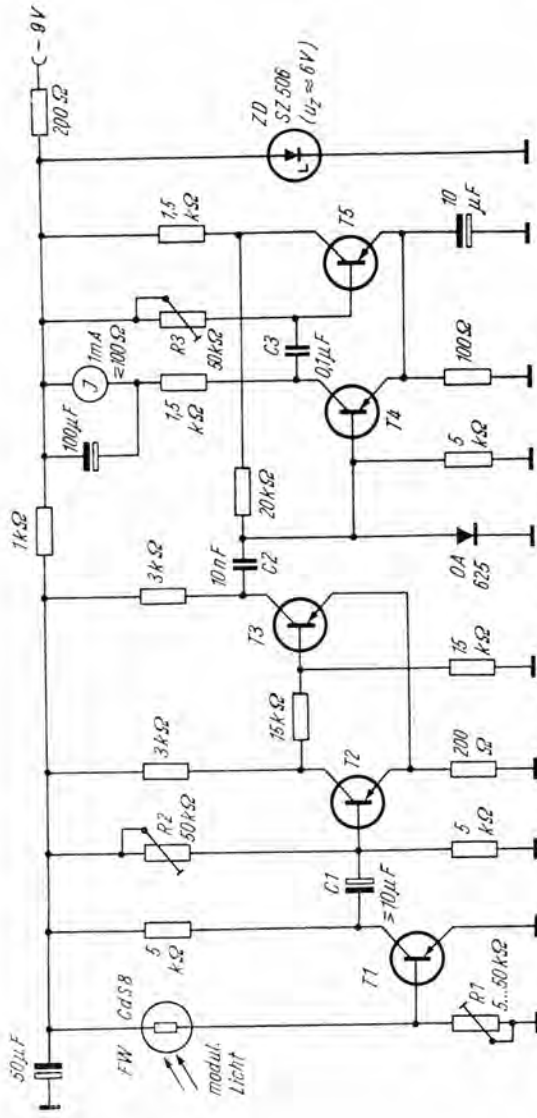 50µF
1kΩ
200Ω
-9V
FW
CdS8
modul.
Licht
5
kΩ
R2
50kΩ
3kΩ
3kΩ
100µF
J
1mA
≧100Ω
1,5
kΩ
R3
50kΩ
1,5
kΩ
ZD
SZ 506
(U_Z ≈ 6V)
T1
C1
≧10µF
T2
15kΩ
T3
10nF
C2
20kΩ
C3
0,1µF
T4
T5
R1
5...50kΩ
5
kΩ
200
Ω
15
kΩ
OA
625
5
kΩ
100Ω
10
µF